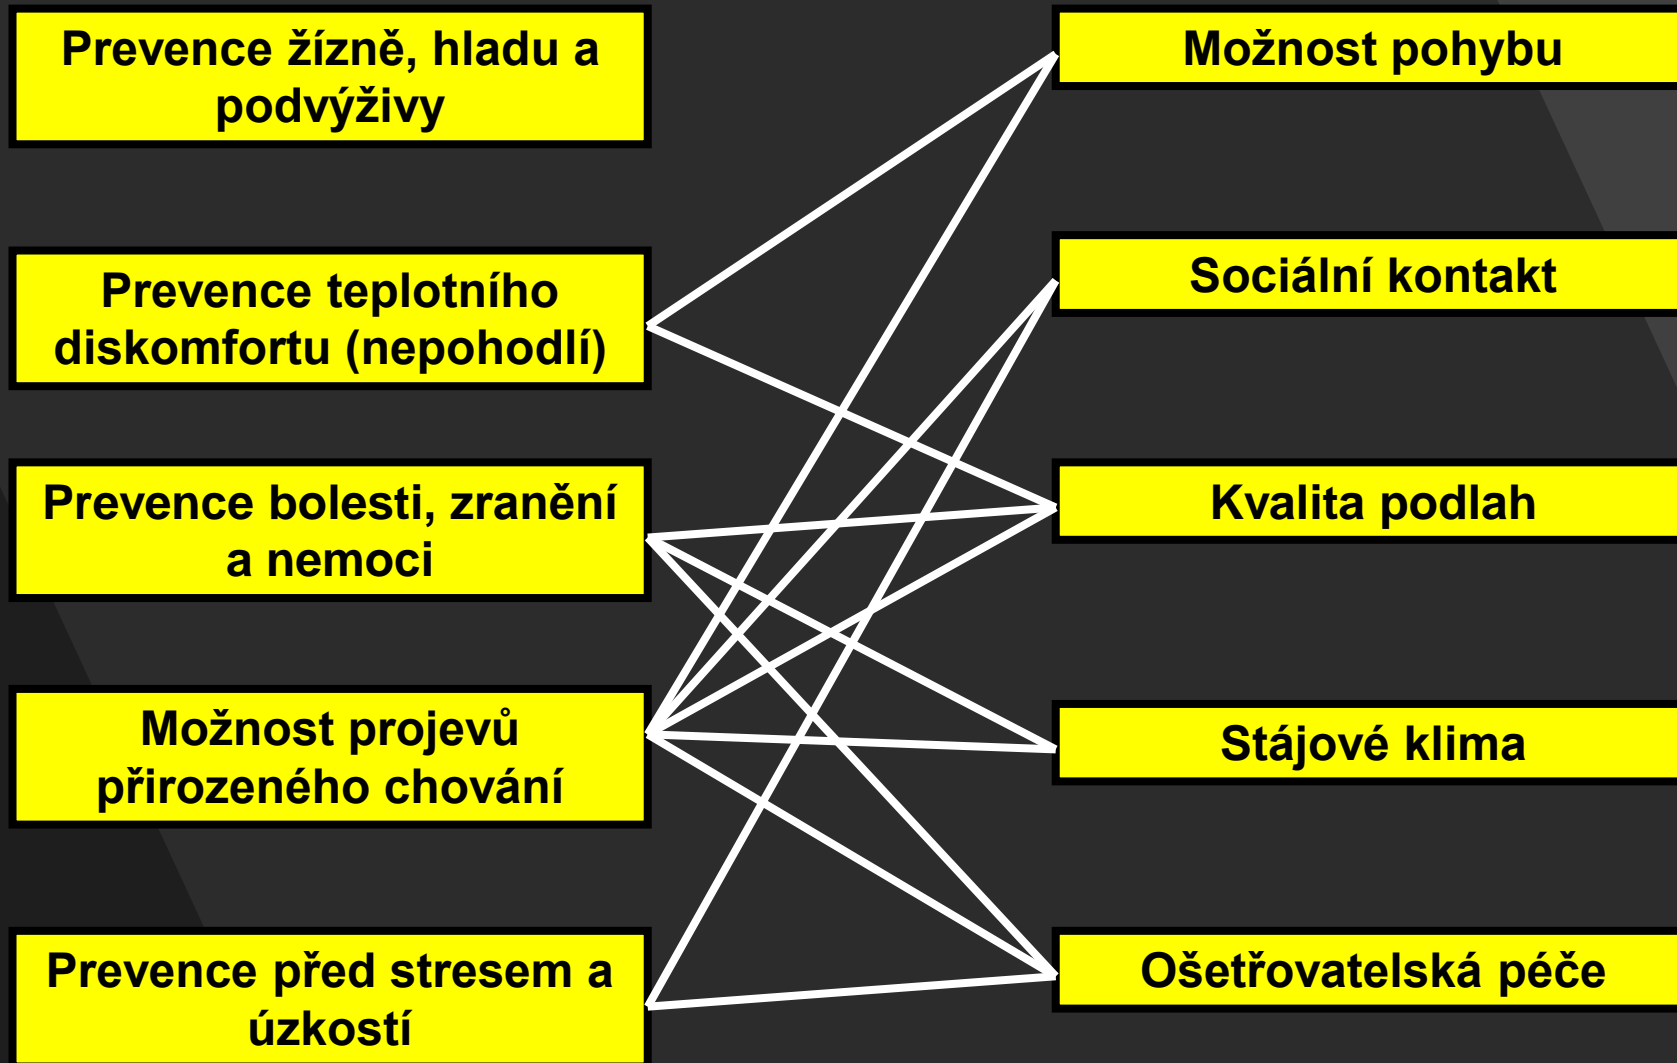 Prevence žízně, hladu a
podvýživy
Prevence teplotního
diskomfortu (nepohodlí)
Prevence bolesti, zranění
a nemoci
Možnost projevů
přirozeného chování
Prevence před stresem a
úzkostí
Možnost pohybu
Sociální kontakt
Kvalita podlah
Stájové klima
Ošetřovatelská péče